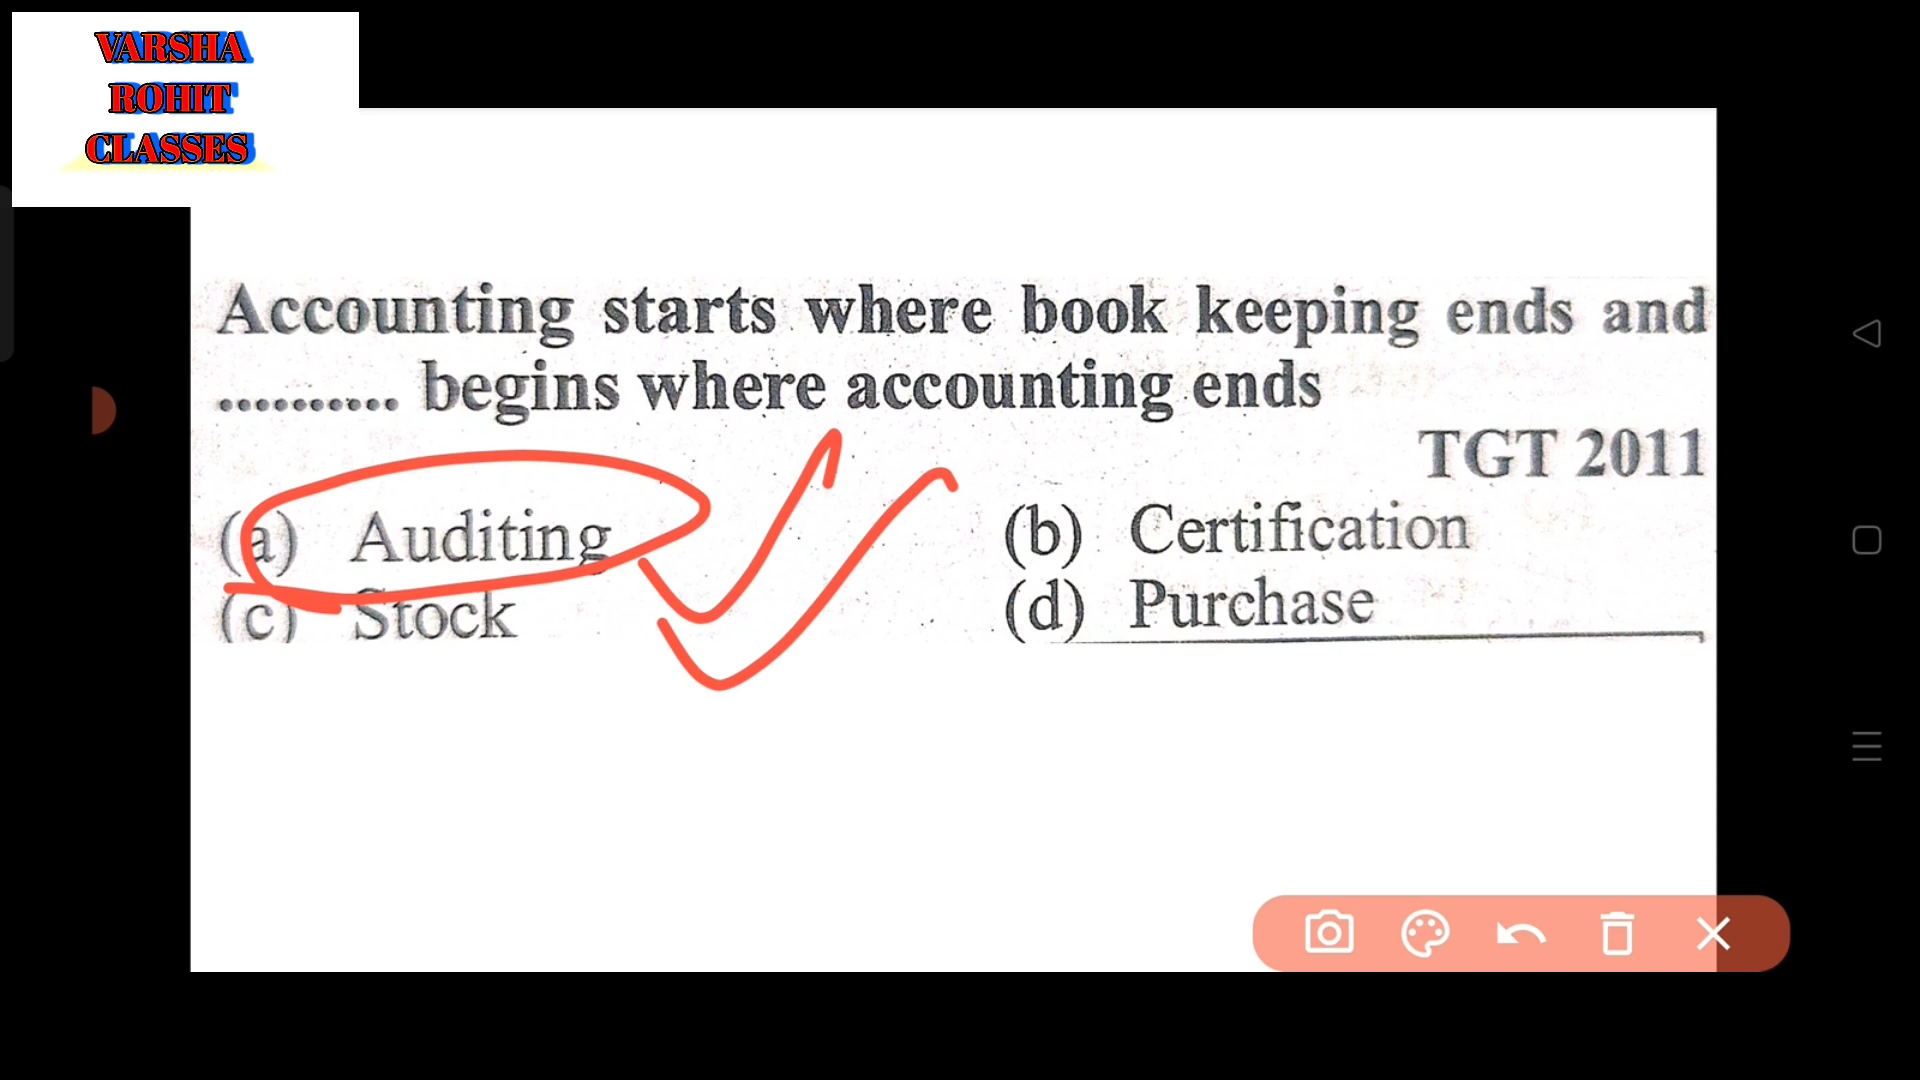 VARSHA
ROHIT
CLASSES
Accounting starts where book keeping ends and
.......... begins where accounting ends
TGT 2011
(a) Auditing
(b) Certification
(c) Stock
(d) Purchase